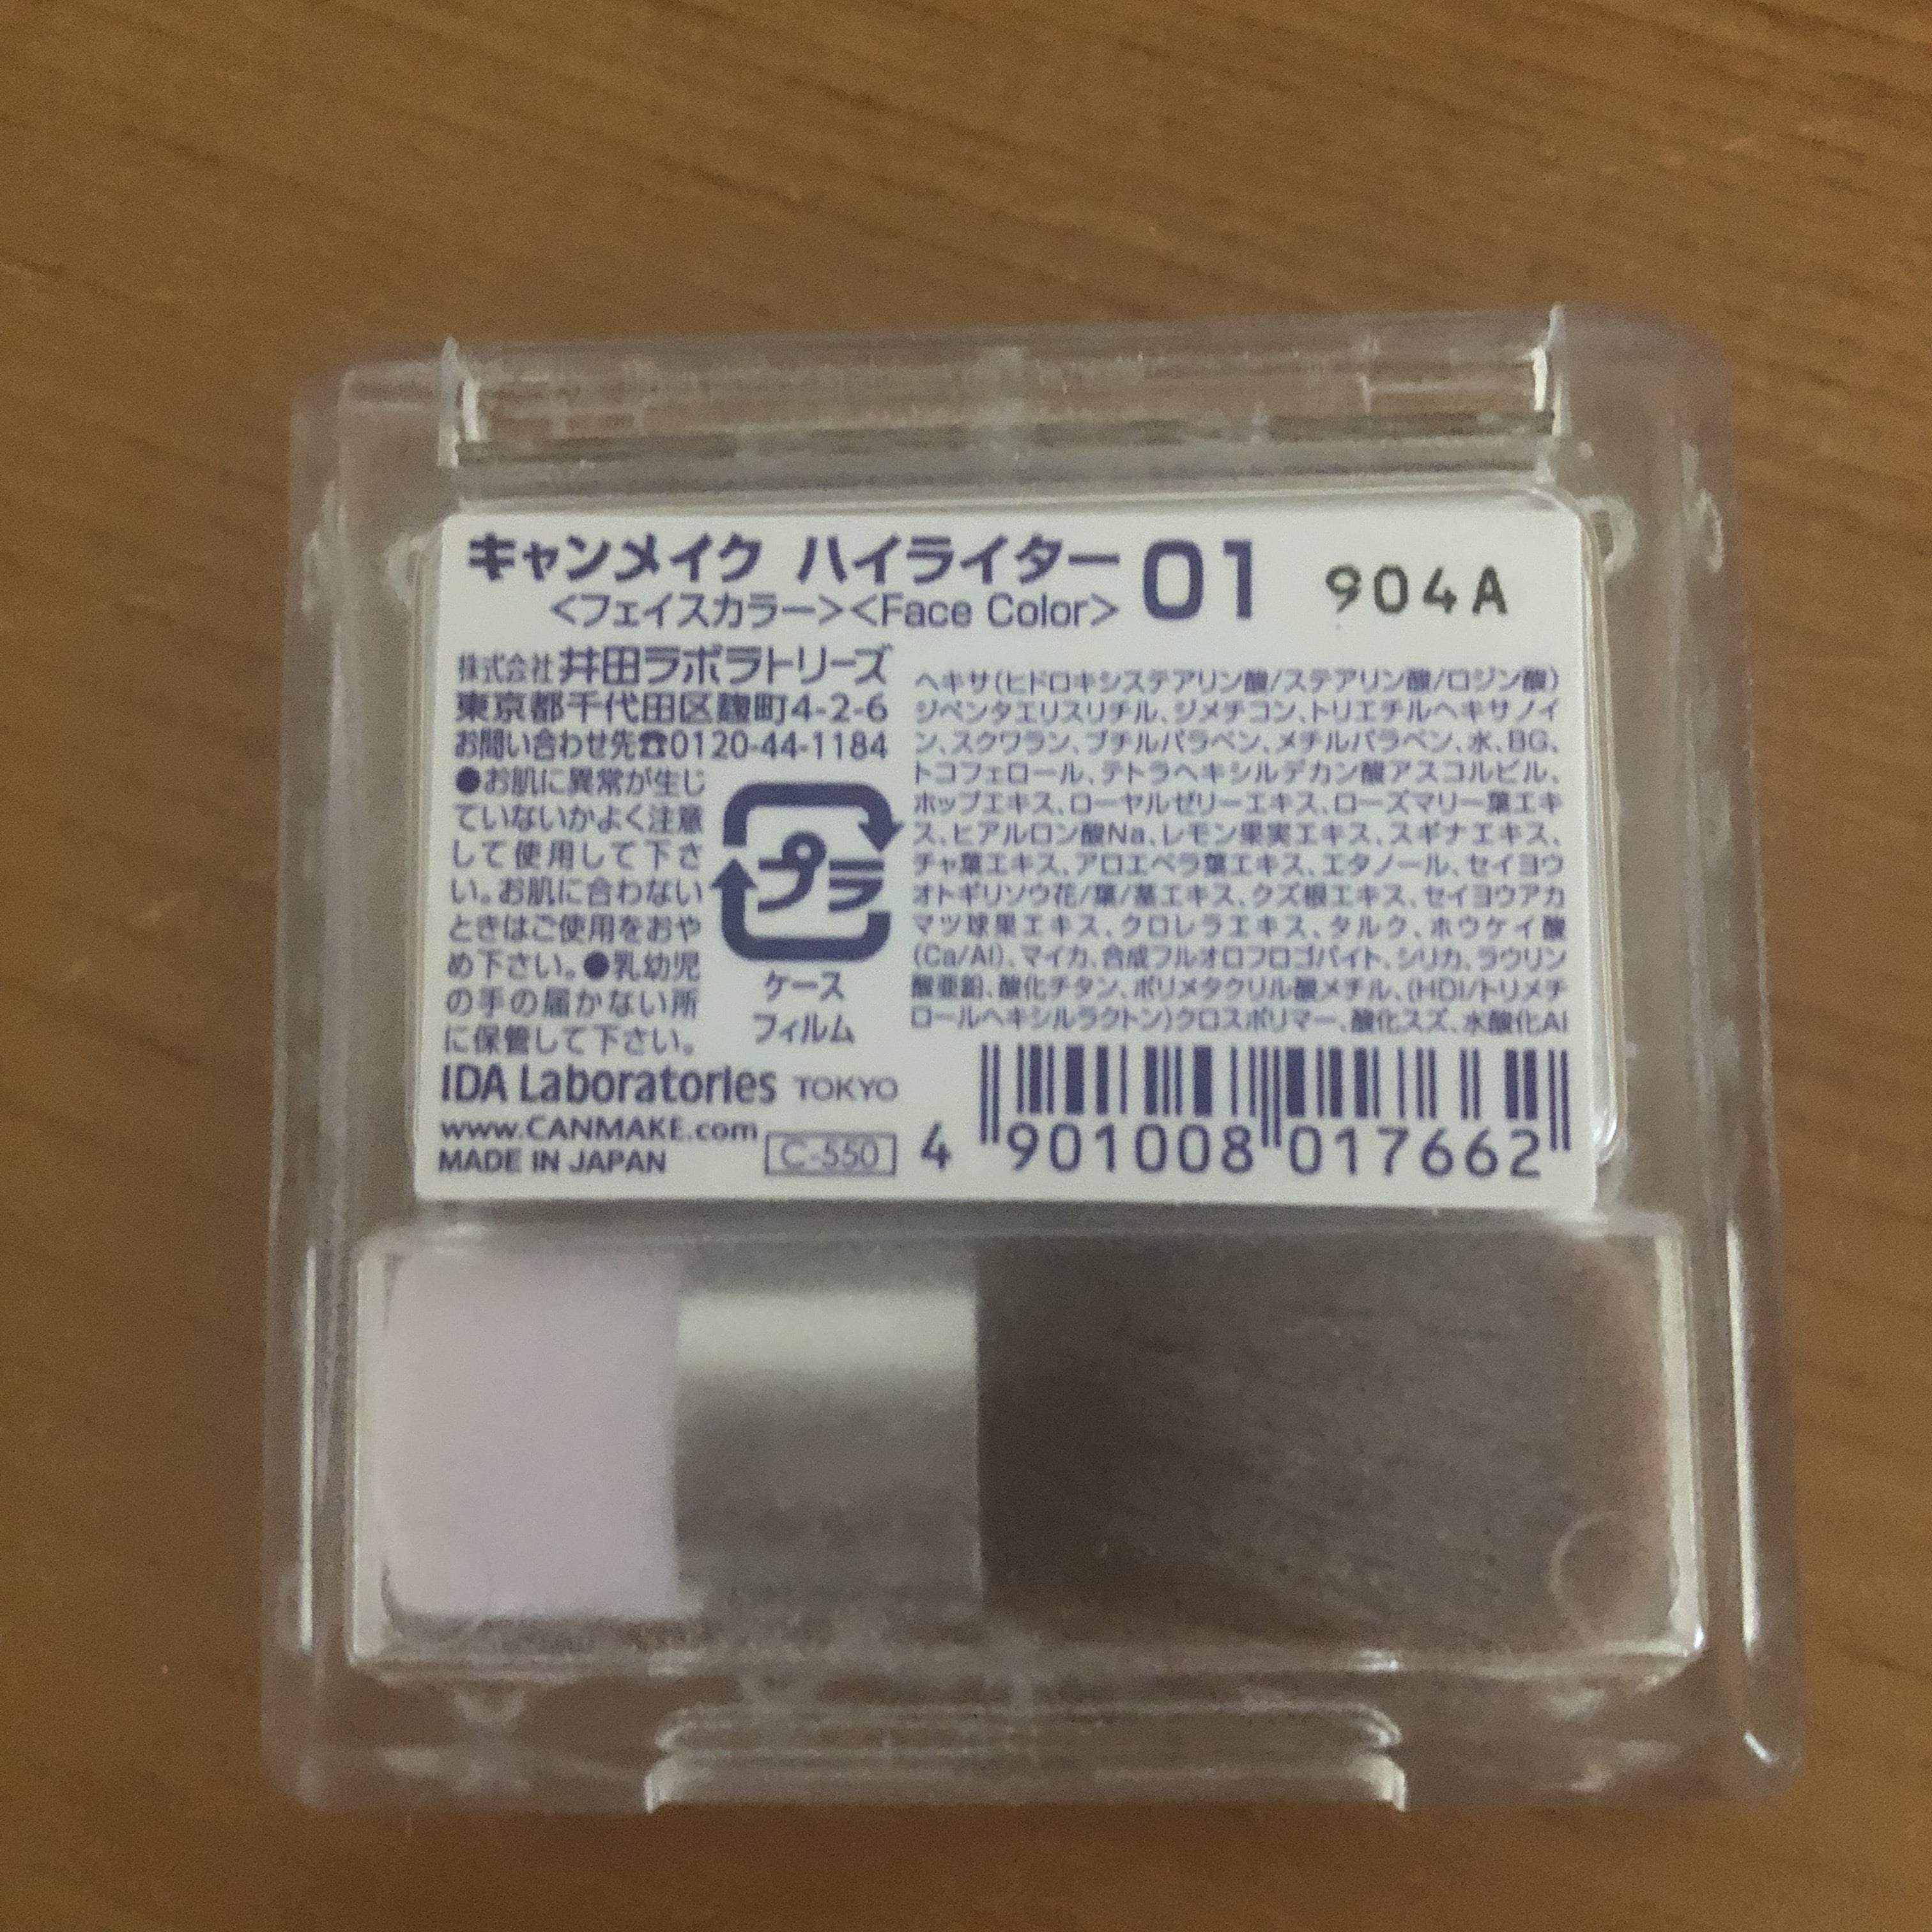 キャンメイク ハイライター 01 904A
<フェイスカラー><Face Color>
株式会社 井田ラボラトリーズ
東京都千代田区麹町4-2-6
お問い合わせ先☎0120-44-1184
●お肌に異常が生じ
ていないかよく注意
して使用して下さ
い。お肌に合わない
ときはご使用をおや
め下さい。●乳幼児
の手の届かない所
に保管して下さい。
プラ
ケース
フィルム
IDA Laboratories TOKYO
www.CANMAKE.com
MADE IN JAPAN C-550
ヘキサ(ヒドロキシステアリン酸/ステアリン酸/ロジン酸)
ジペンタエリスリチル、ジメチコン、トリエチルヘキサノイ
ン、スクワラン、ブチルパラベン、メチルパラベン、水、BG、
トコフェロール、テトラヘキシルデカン酸アスコルビル、
ホップエキス、ローヤルゼリーエキス、ローズマリー葉エキ
ス、ヒアルロン酸Na、レモン果実エキス、スギナエキス、
チャ葉エキス、アロエベラ葉エキス、エタノール、セイヨウ
オトギリソウ花/葉/茎エキス、クズ根エキス、セイヨウアカ
マツ球果エキス、クロレラエキス、タルク、ホウケイ酸
(Ca/Al)、マイカ、合成フルオロフロゴパイト、シリカ、ラウリン
酸亜鉛、酸化チタン、ポリメタクリル酸メチル、(HDI/トリメチ
ロールヘキシルラクトン)クロスポリマー、酸化スズ、水酸化Al
4 901008 017662